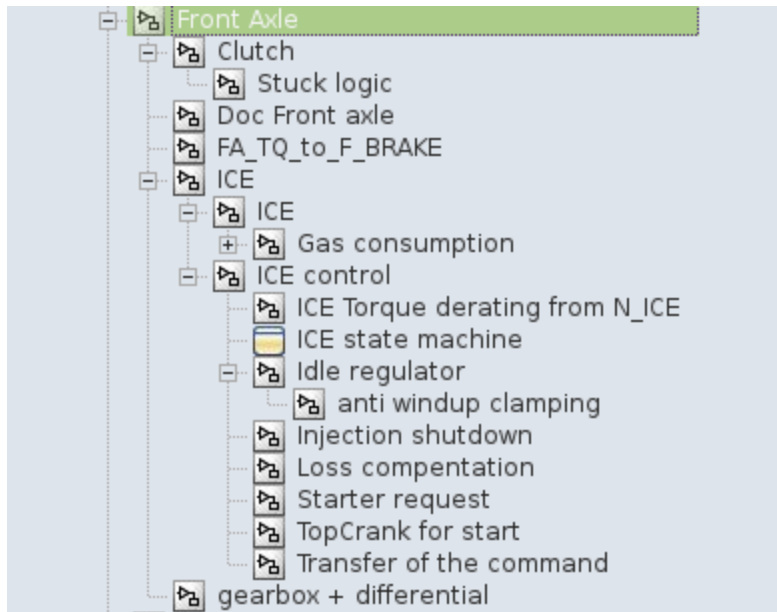 Front Axle
Clutch
Stuck logic
Doc Front axle
FA_TQ_to_F_BRAKE
ICE
ICE
Gas consumption
ICE control
ICE Torque derating from N_ICE
ICE state machine
Idle regulator
anti windup clamping
Injection shutdown
Loss compentation
Starter request
TopCrank for start
Transfer of the command
gearbox + differential